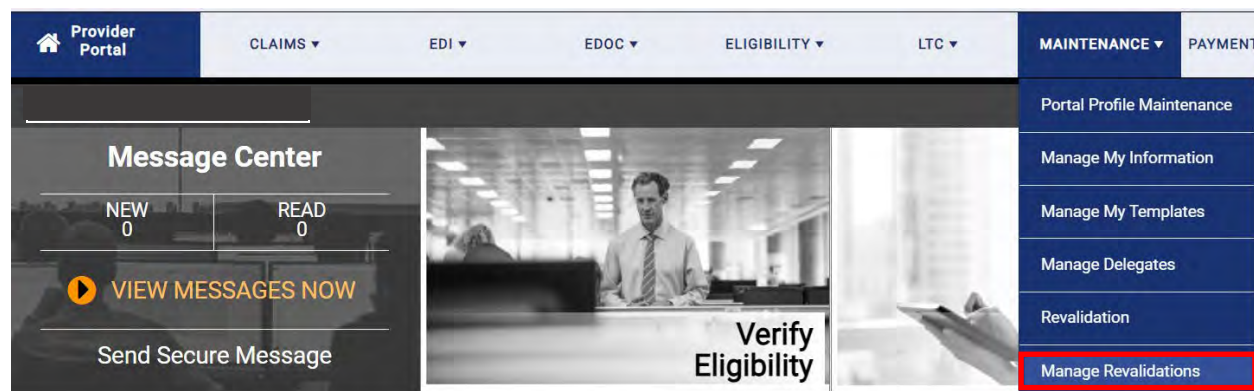 Provider
Portal
CLAIMS ▾
EDI ▾
EDOC ▾
ELIGIBILITY ▾
LTC ▾
MAINTENANCE ▾
PAYMENT
Message Center
NEW
0
READ
0
VIEW MESSAGES NOW
Send Secure Message
Verify
Eligibility
Portal Profile Maintenance
Manage My Information
Manage My Templates
Manage Delegates
Revalidation
Manage Revalidations